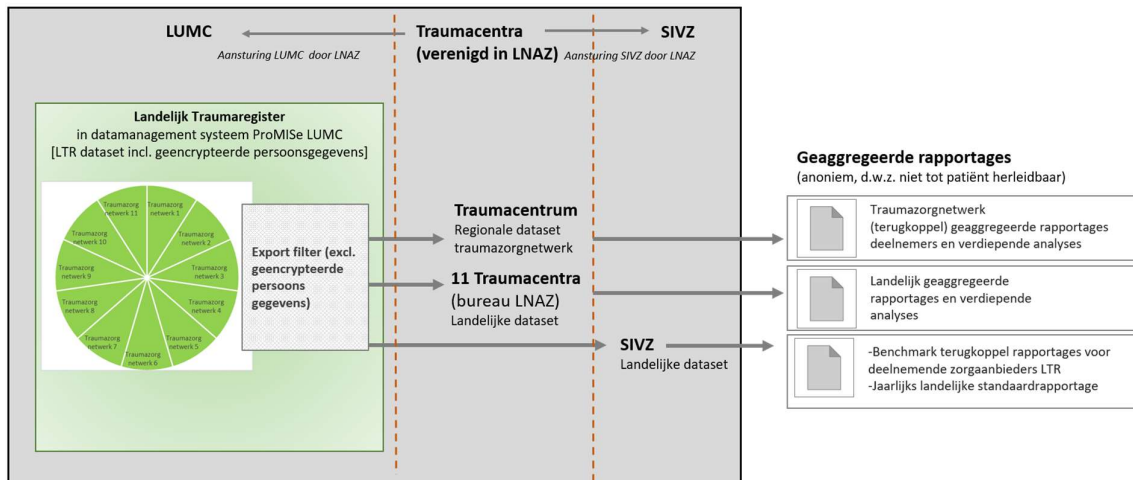 LUMC
Traumacentra
(verenigd in LNAZ)
SIVZ
Aansturing LUMC door LNAZ
Aansturing SIVZ door LNAZ
Landelijk Traumaregister
in datamanagement systeem ProMISe LUMC
[LTR dataset incl. geencrypteerde persoonsgegevens]
Traumazorg
netwerk 11
Traumazorg
netwerk 1
Traumazorg
netwerk 2
Traumazorg
netwerk 3
Traumazorg
netwerk 4
Traumazorg
netwerk 5
Traumazorg
netwerk 6
Traumazorg
netwerk 7
Traumazorg
netwerk 8
Traumazorg
netwerk 9
Traumazorg
netwerk 10
Export filter (excl.
geencrypteerde
persoons
gegevens)
Traumacentrum
Regionale dataset
traumazorgnetwerk
11 Traumacentra
(bureau LNAZ)
Landelijke dataset
SIVZ
Landelijke dataset
Geaggregeerde rapportages
(anoniem, d.w.z. niet tot patiënt herleidbaar)
Traumazorgnetwerk
(terugkoppel) geaggregeerde rapportages
deelnemers en verdiepende analyses
Landelijk geaggregeerde
rapportages en verdiepende
analyses
-Benchmark terugkoppel rapportages voor
deelnemende zorgaanbieders LTR
-Jaarlijks landelijke standaardrapportage